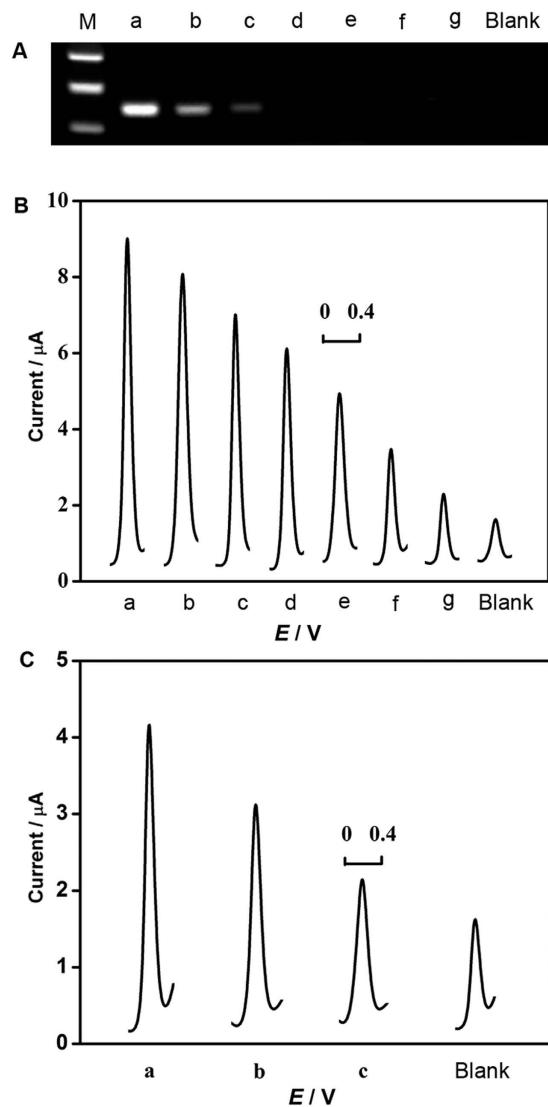 M a b c d e f g Blank
A
B
10
8
6
4
2
0
Current / μA
0 0.4
a b c d e f g Blank
E / V
C
5
4
3
2
1
0
Current / μA
0 0.4
a b c Blank
E / V